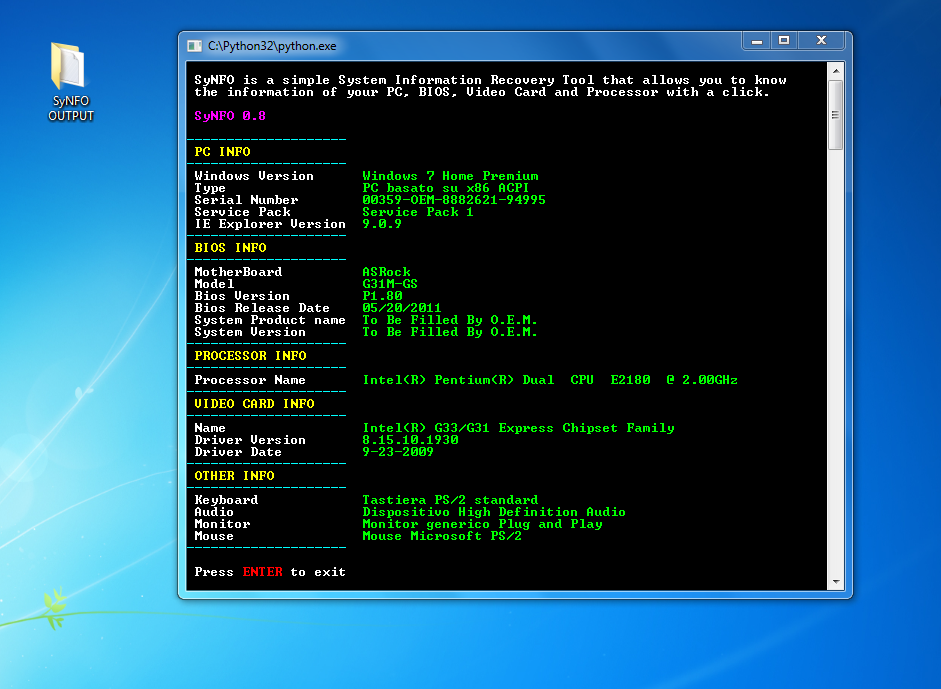 SyNFO
OUTPUT
C:\Python32\python.exe
SyNFO is a simple System Information Recovery Tool that allows you to know
the information of your PC, BIOS, Video Card and Processor with a click.
SyNFO 0.8
PC INFO
Windows Version Windows 7 Home Premium
Type PC basato su x86 ACPI
Serial Number 00359-OEM-8882621-94995
Service Pack Service Pack 1
IE Explorer Version 9.0.9
BIOS INFO
MotherBoard ASRock
Model G31M-GS
Bios Version P1.80
Bios Release Date 05/20/2011
System Product name To Be Filled By O.E.M.
System Version To Be Filled By O.E.M.
PROCESSOR INFO
Processor Name Intel(R) Pentium(R) Dual  CPU  E2180  @ 2.00GHz
VIDEO CARD INFO
Name Intel(R) G33/G31 Express Chipset Family
Driver Version 8.15.10.1930
Driver Date 9-23-2009
OTHER INFO
Keyboard Tastiera PS/2 standard
Audio Dispositivo High Definition Audio
Monitor Monitor generico Plug and Play
Mouse Mouse Microsoft PS/2
Press ENTER to exit